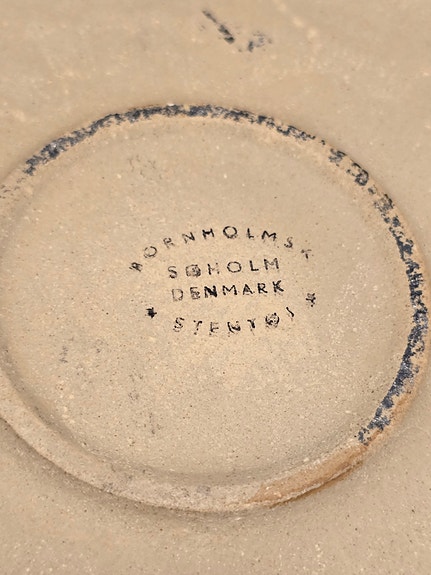 BORNHOLMSK
SØHOLM
DENMARK
* STENTØJ *